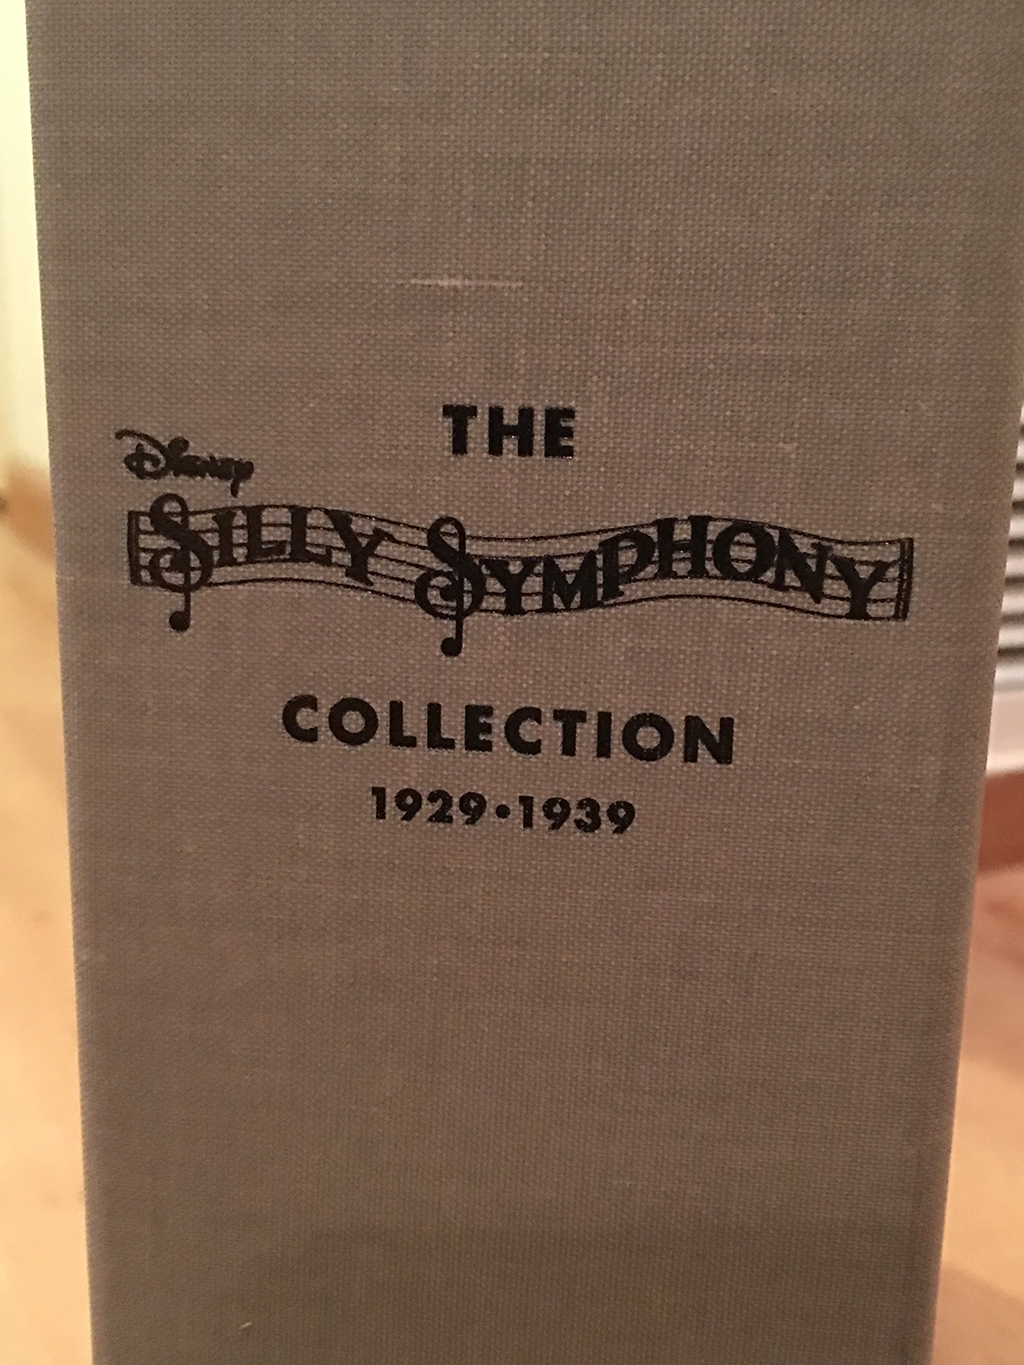 THE
Disney
SILLY SYMPHONY
COLLECTION
1929•1939